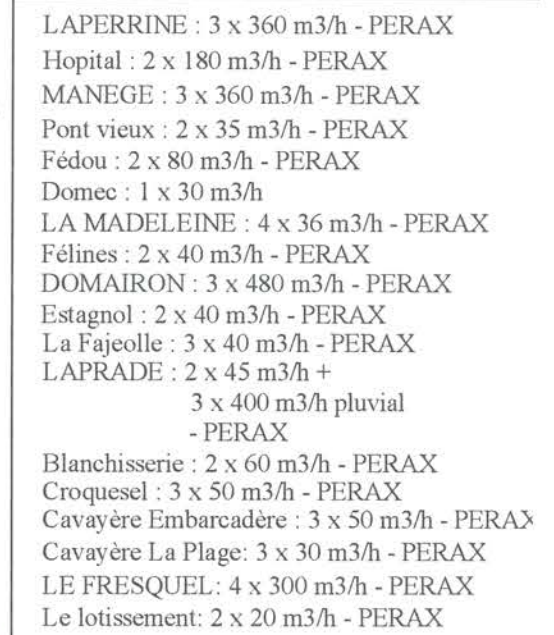 LAPERRINE : 3 x 360 m3/h - PERAX
Hopital : 2 x 180 m3/h - PERAX
MANEGE : 3 x 360 m3/h - PERAX
Pont vieux : 2 x 35 m3/h - PERAX
Fédou : 2 x 80 m3/h - PERAX
Domec : 1 x 30 m3/h
LA MADELEINE : 4 x 36 m3/h - PERAX
Félines : 2 x 40 m3/h - PERAX
DOMAIRON : 3 x 480 m3/h - PERAX
Estagnol : 2 x 40 m3/h - PERAX
La Fajeolle : 3 x 40 m3/h - PERAX
LAPRADE : 2 x 45 m3/h +
3 x 400 m3/h pluvial
- PERAX
Blanchisserie : 2 x 60 m3/h - PERAX
Croquesel : 3 x 50 m3/h - PERAX
Cavayère Embarcadère : 3 x 50 m3/h - PERAX
Cavayère La Plage: 3 x 30 m3/h - PERAX
LE FRESQUEL: 4 x 300 m3/h - PERAX
Le lotissement: 2 x 20 m3/h - PERAX